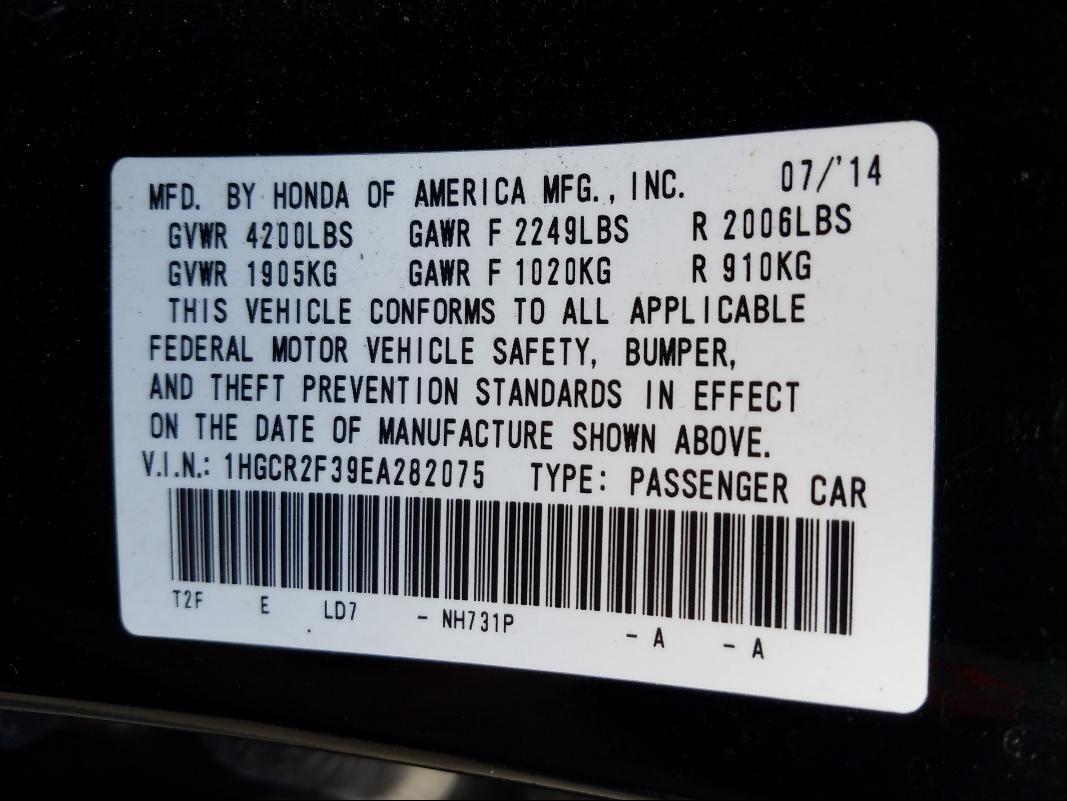 MFD. BY HONDA OF AMERICA MFG., INC. 07/'14
GVWR 4200LBS GAWR F 2249LBS R 2006LBS
GVWR 1905KG GAWR F 1020KG R 910KG
THIS VEHICLE CONFORMS TO ALL APPLICABLE
FEDERAL MOTOR VEHICLE SAFETY, BUMPER,
AND THEFT PREVENTION STANDARDS IN EFFECT
ON THE DATE OF MANUFACTURE SHOWN ABOVE.
V.I.N.: 1HGCR2F39EA282075 TYPE: PASSENGER CAR
T2F E LD7 - NH731P - A - A